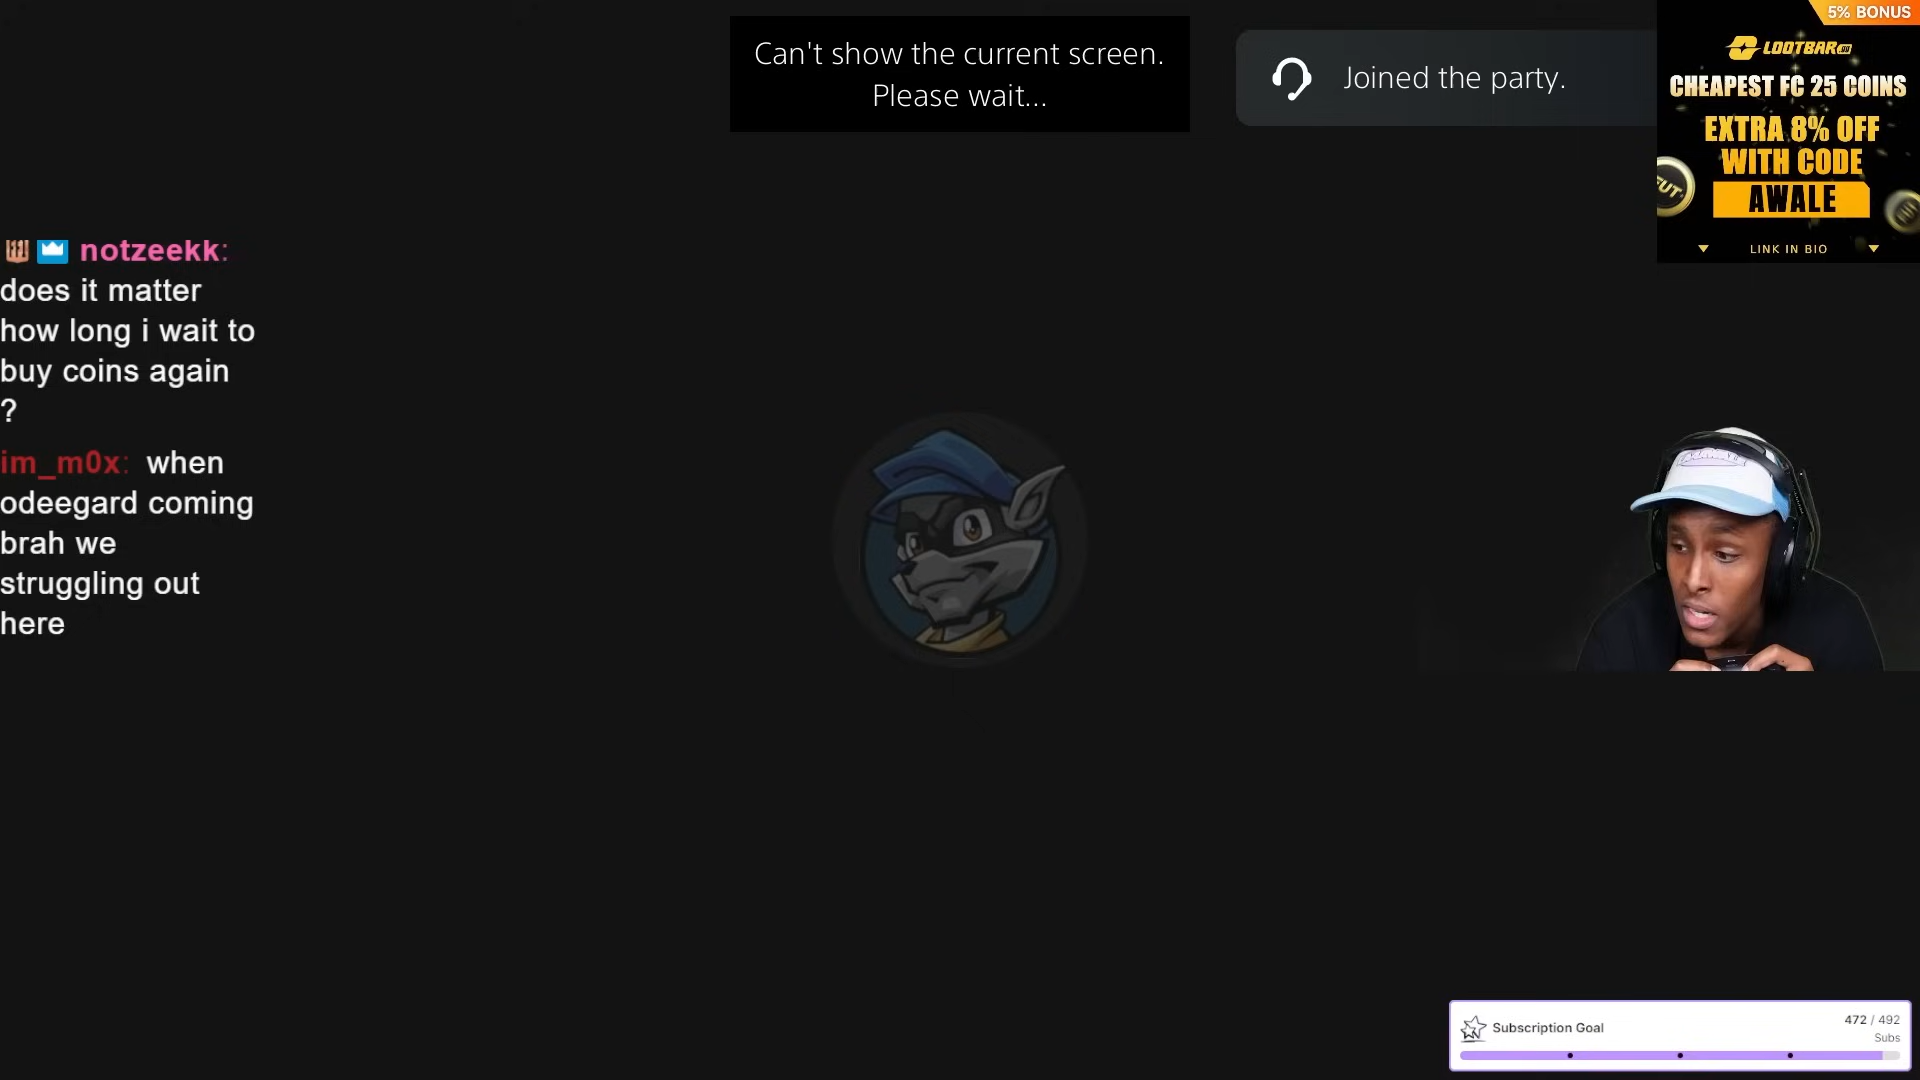 Can't show the current screen.
Please wait...
Joined the party.
5% BONUS
LOOTBAR
CHEAPEST FC 25 COINS
EXTRA 8% OFF
WITH CODE
AWALE
FUT
LINK IN BIO
notzeekk:
does it matter
how long i wait to
buy coins again
?
im_m0x: when
odeegard coming
brah we
struggling out
here
Subscription Goal
472 / 492
Subs